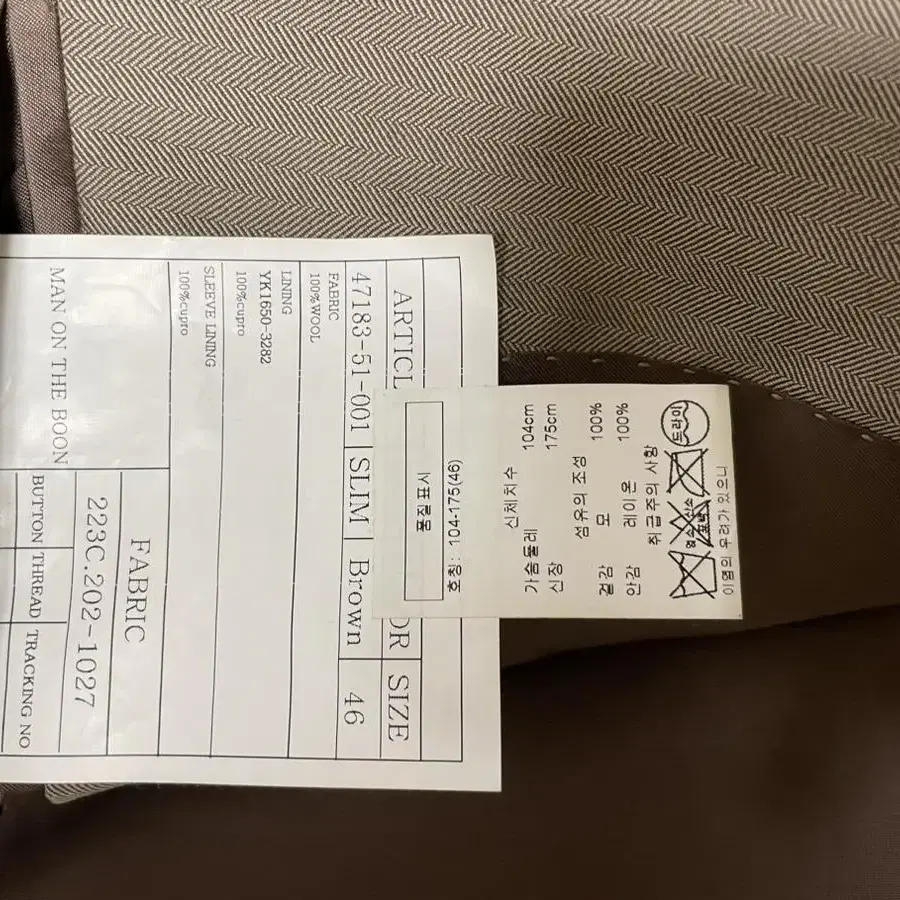 ARTICL
OR
SIZE
47183-51-001
SLIM
Brown
46
FABRIC
100%WOOL
LINING
YK1650-3282
100%cupro
SLEEVE LINING
100%cupro
MAN ON THE BOON
FABRIC
223C.202-1027
BUTTON
THREAD
TRACKING NO
품질표시
호칭: 104-175(46)
신체치수
가슴둘레 104cm
신장 175cm
섬유의 조성
겉감 모 100%
안감 레이온 100%
취급주의 사항
드라이
이염의 우려가 있으니